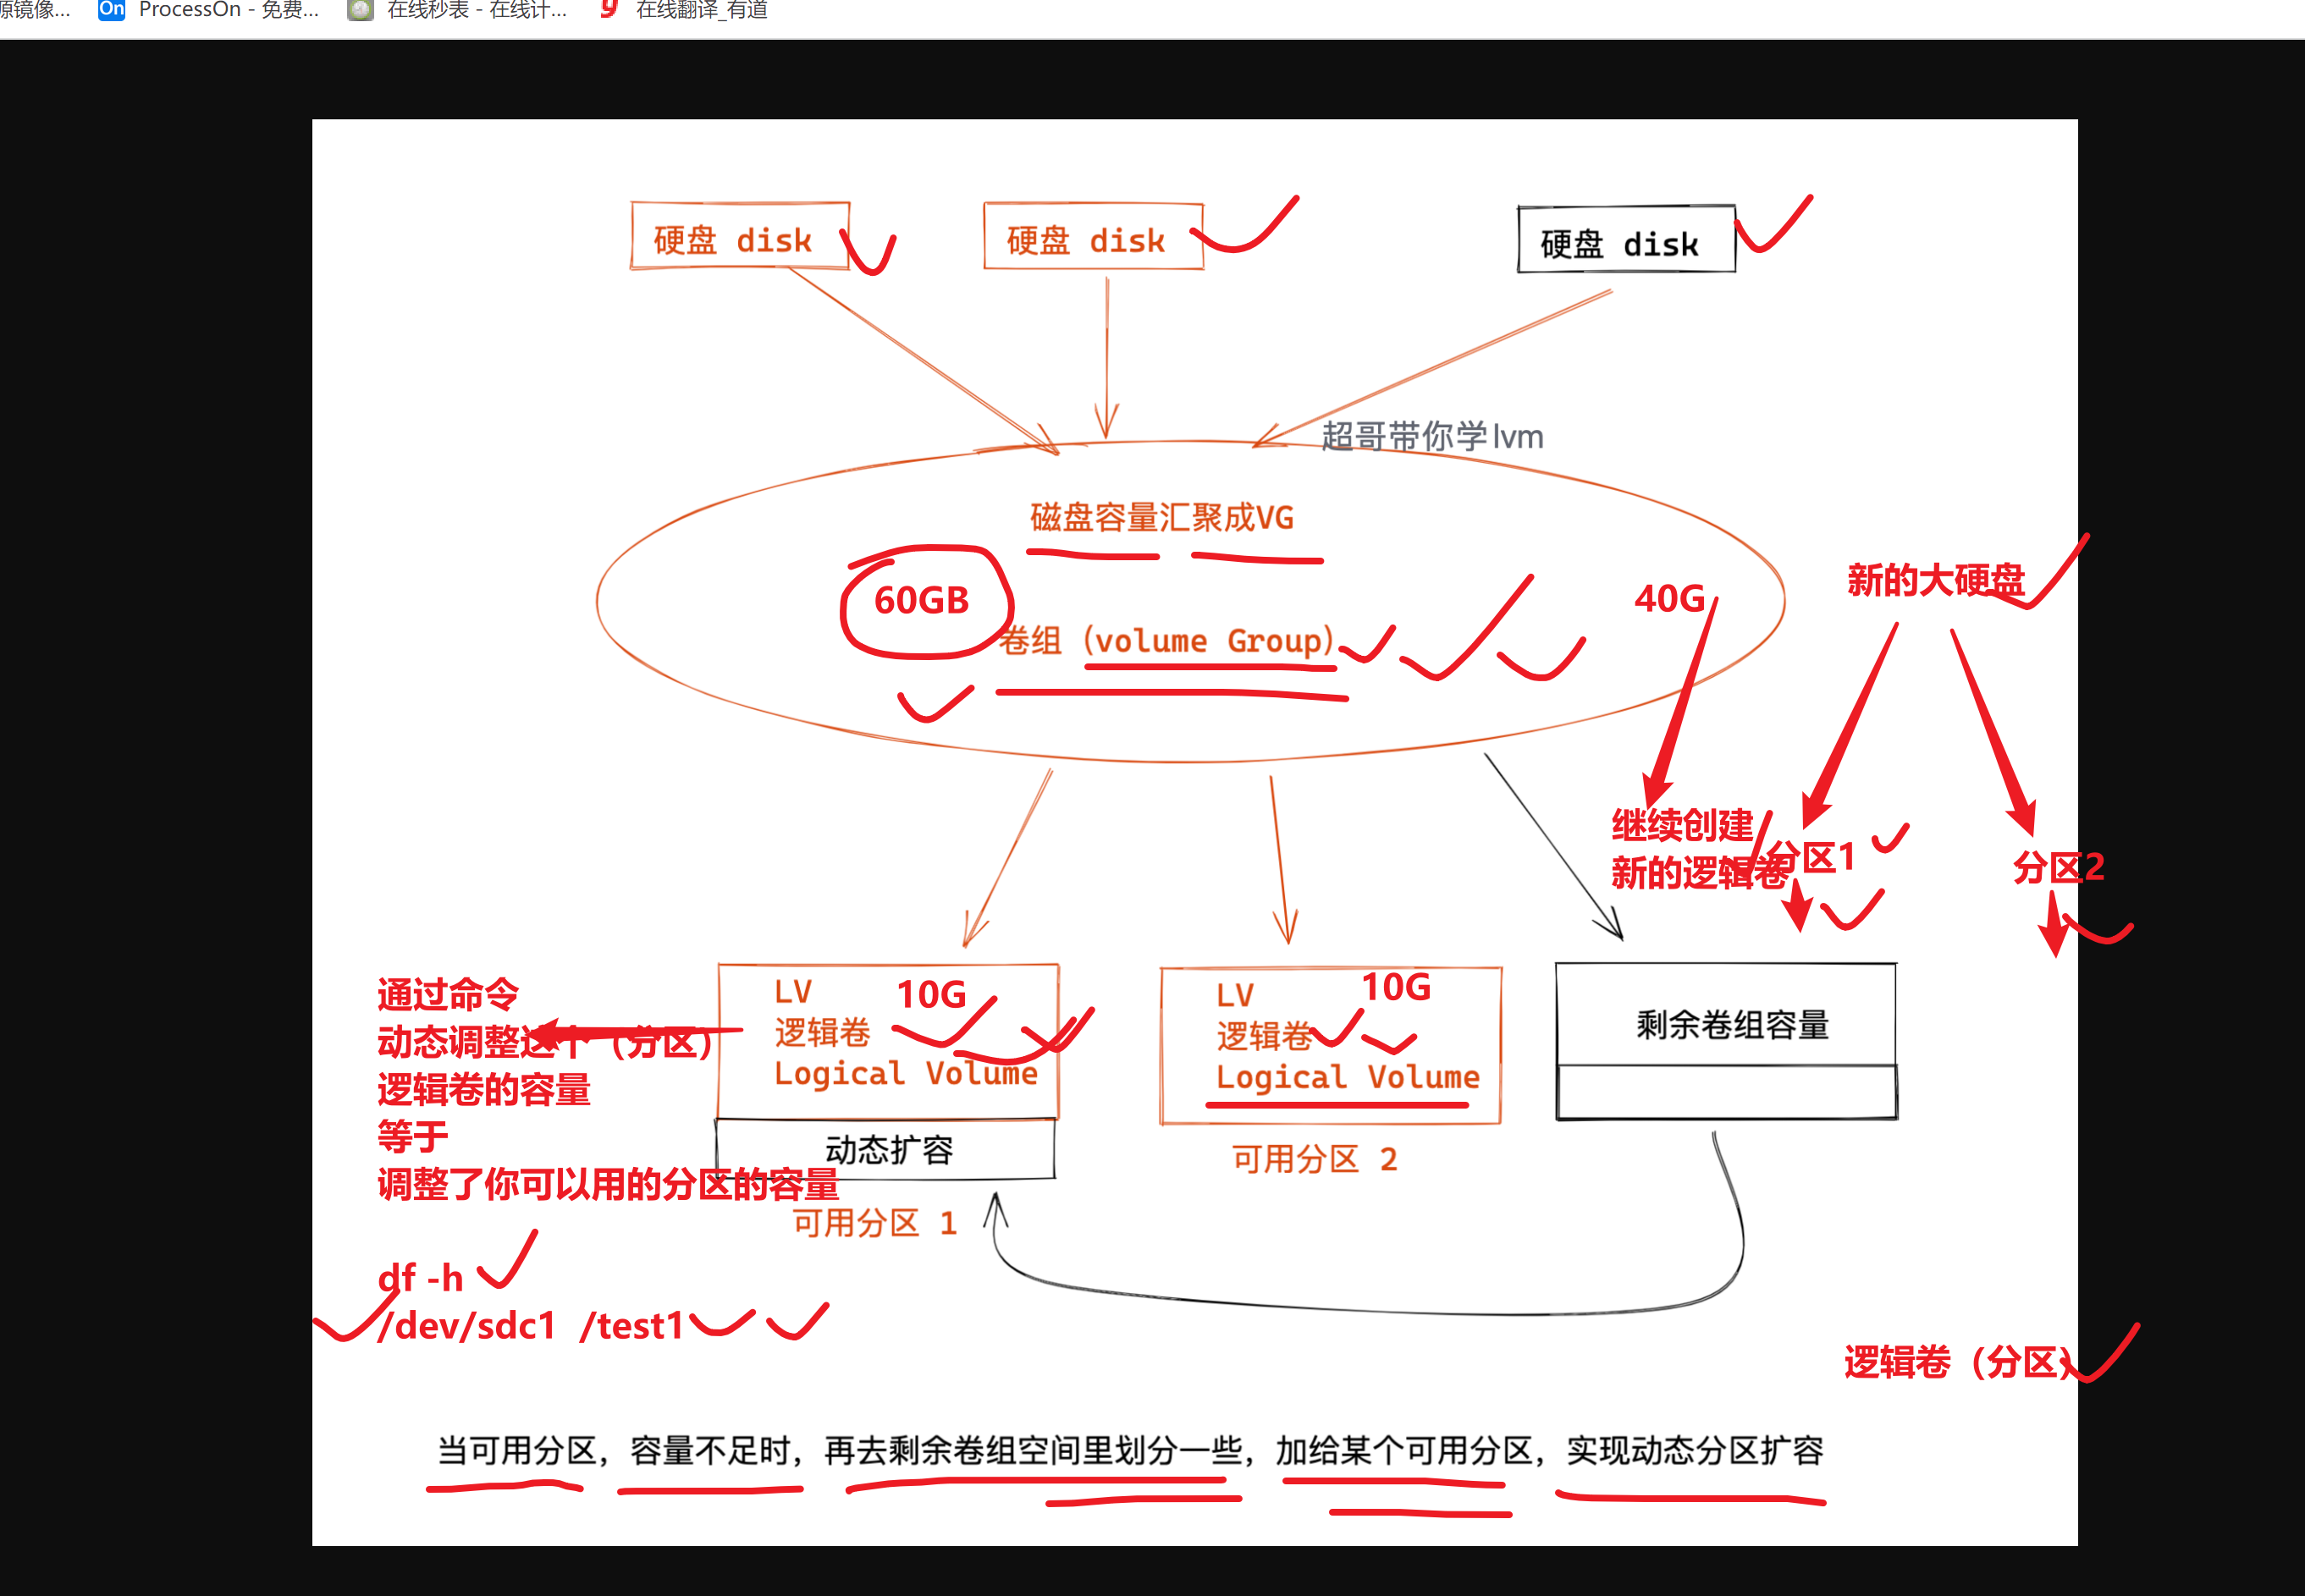 源镜像...
On
ProcessOn - 免费...
在线秒表 - 在线计...
在线翻译_有道
硬盘 disk
硬盘 disk
硬盘 disk
超哥带你学lvm
磁盘容量汇聚成VG
60GB
40G
新的大硬盘
卷组 (volume Group)
继续创建
新的逻辑卷
分区1
分区2
通过命令
动态调整这个（分区）
逻辑卷的容量
等于
调整了你可以用的分区的容量
LV
10G
逻辑卷
Logical Volume
动态扩容
可用分区 1
LV
10G
逻辑卷
Logical Volume
可用分区 2
剩余卷组容量
df -h
/dev/sdc1 /test1
逻辑卷（分区）
当可用分区，容量不足时，再去剩余卷组空间里划分一些，加给某个可用分区，实现动态分区扩容